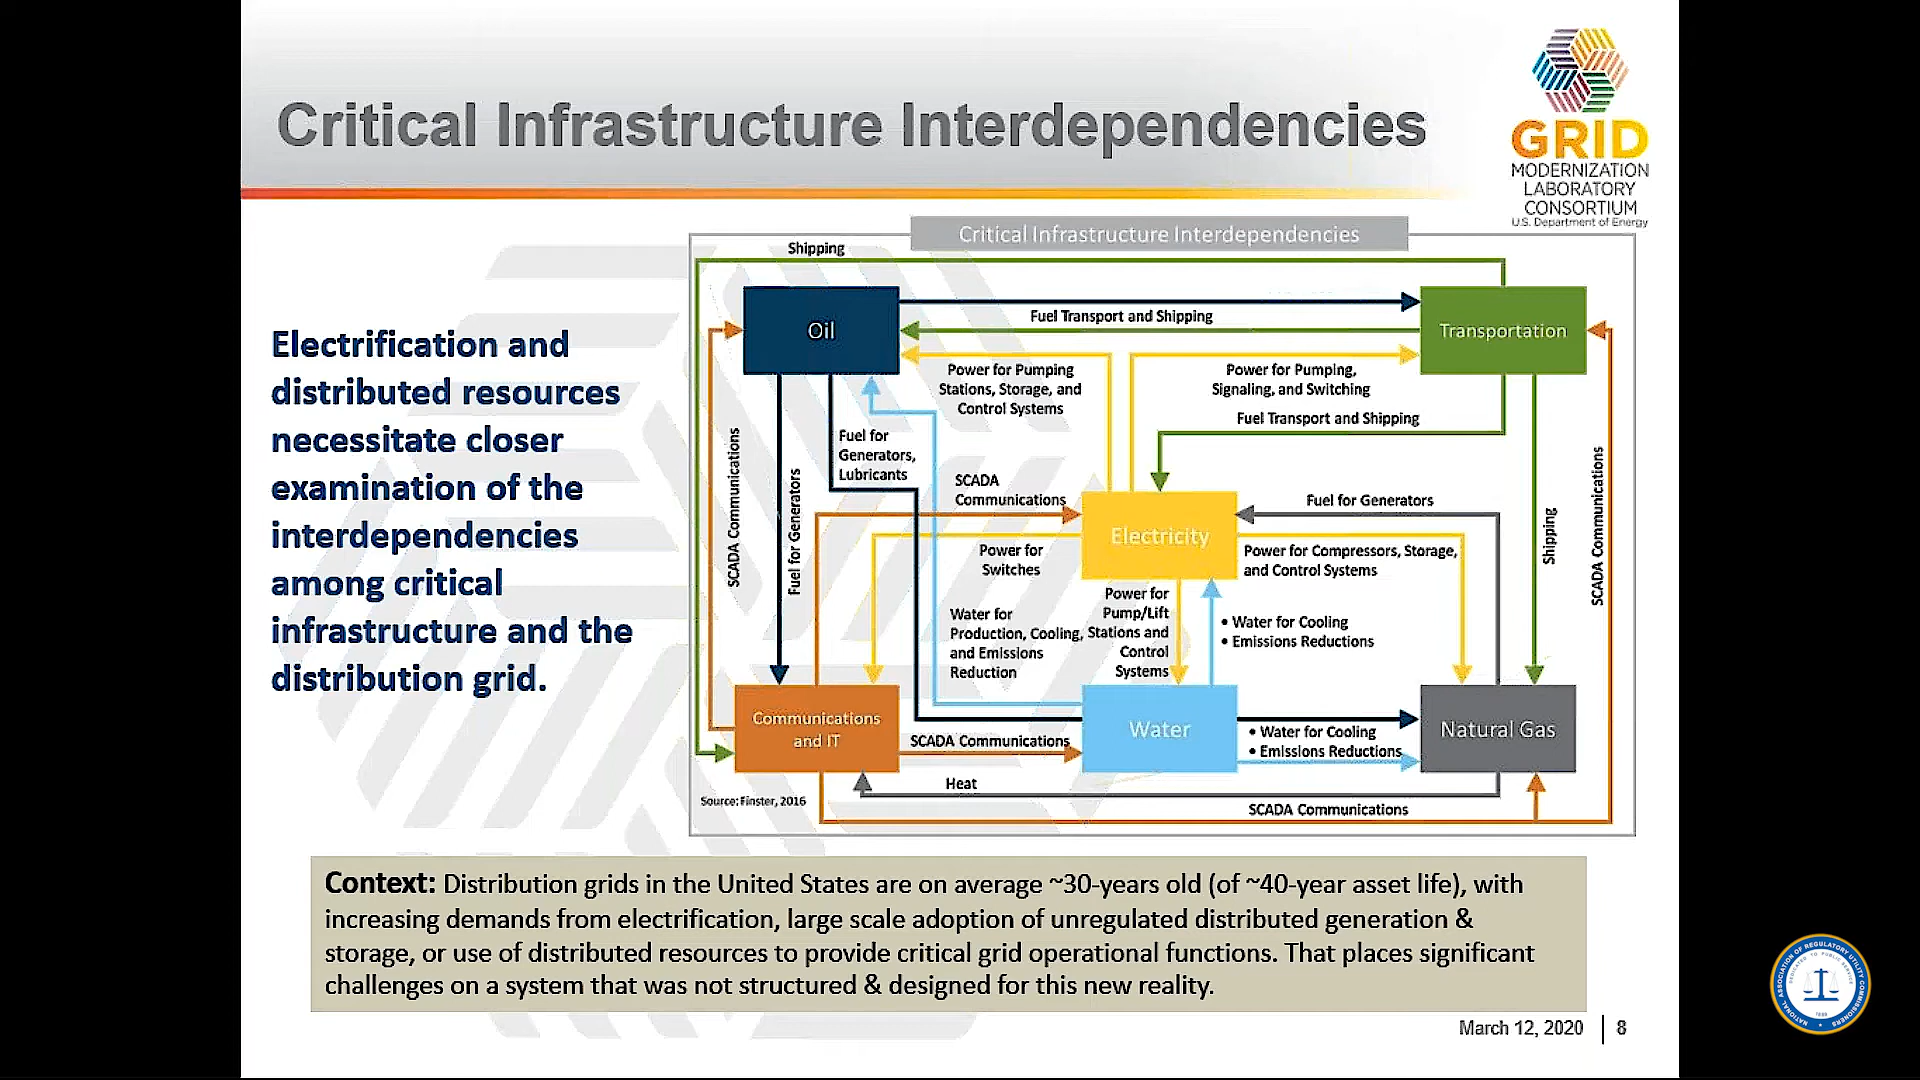 Critical Infrastructure Interdependencies
GRID
MODERNIZATION
LABORATORY
CONSORTIUM
U.S. Department of Energy
Electrification and
distributed resources
necessitate closer
examination of the
interdependencies
among critical
infrastructure and the
distribution grid.
Critical Infrastructure Interdependencies
Shipping
Oil
Fuel Transport and Shipping
Transportation
Power for Pumping
Stations, Storage, and
Control Systems
Power for Pumping,
Signaling, and Switching
Fuel Transport and Shipping
Fuel for
Generators,
Lubricants
SCADA Communications
Fuel for Generators
SCADA
Communications
Electricity
Fuel for Generators
Shipping
SCADA Communications
Power for
Switches
Power for Compressors, Storage,
and Control Systems
Water for
Production, Cooling,
and Emissions
Reduction
Power for
Pump/Lift
Stations and
Control
Systems
• Water for Cooling
• Emissions Reductions
Communications
and IT
SCADA Communications
Water
• Water for Cooling
• Emissions Reductions
Natural Gas
Heat
Source: Finster, 2016
SCADA Communications
Context: Distribution grids in the United States are on average ~30-years old (of ~40-year asset life), with
increasing demands from electrification, large scale adoption of unregulated distributed generation &
storage, or use of distributed resources to provide critical grid operational functions. That places significant
challenges on a system that was not structured & designed for this new reality.
March 12, 2020 | 8
NATIONAL ASSOCIATION OF REGULATORY UTILITY COMMISSIONERS